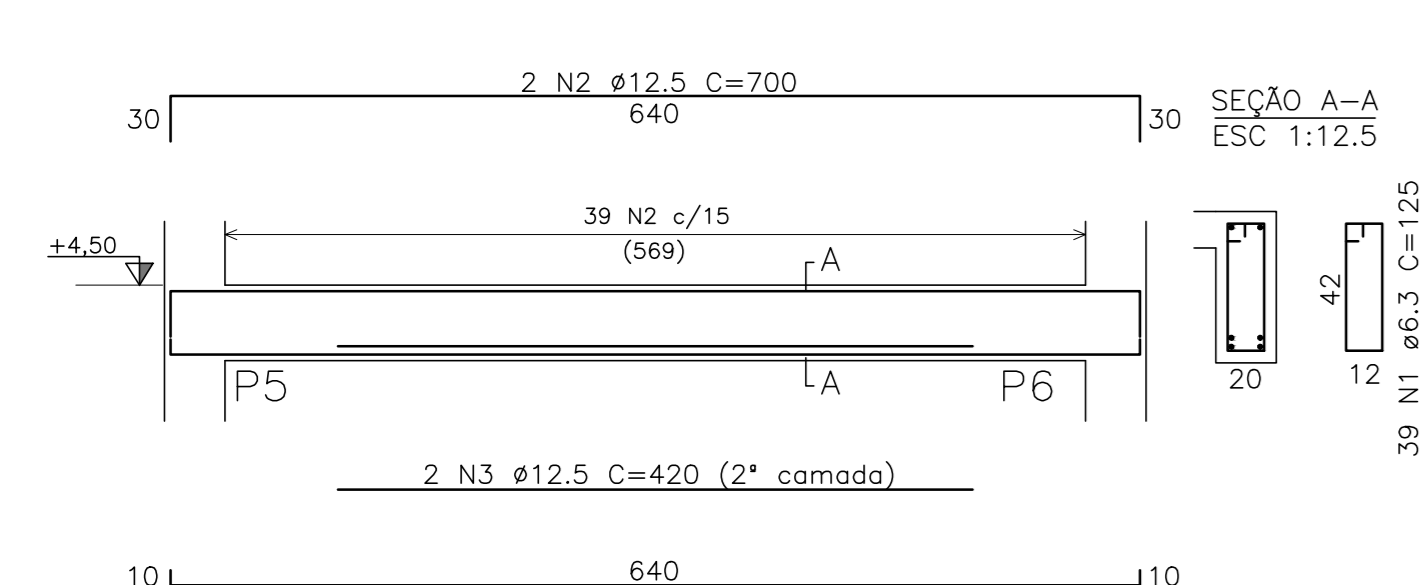 2 N2 ø12.5 C=700
30
640
30
SEÇÃO A-A
ESC 1:12.5
39 N2 c/15
(569)
+4,50
A
A
P5
P6
42
20
12
39 N1 ø6.3 C=125
2 N3 ø12.5 C=420 (2ª camada)
10
640
10